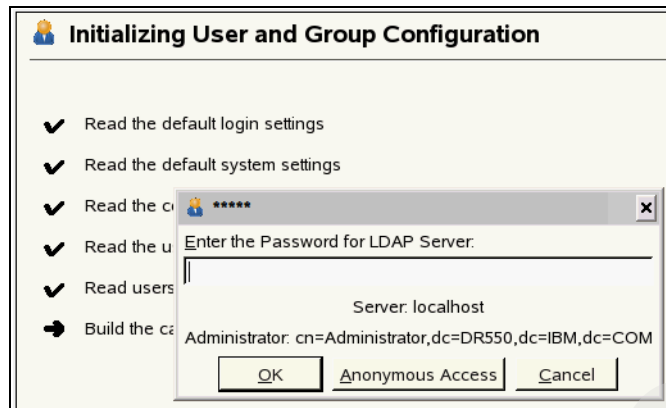 Initializing User and Group Configuration
Read the default login settings
Read the default system settings
Read the
*****
Enter the Password for LDAP Server:
Read the
Read users
Server: localhost
Build the
Administrator: cn=Administrator,dc=DR550,dc=IBM,dc=COM
OK
Anonymous Access
Cancel